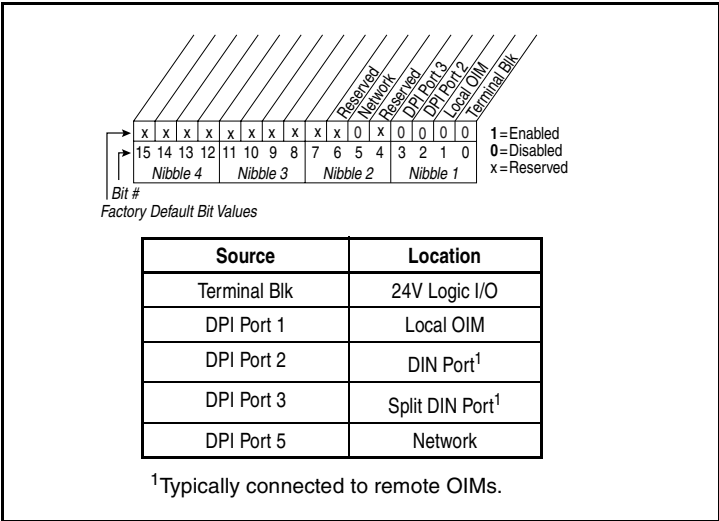 Reserved
Network
Reserved
DPI Port 3
DPI Port 2
Local OIM
Terminal Blk
x x x x x x x x x x 0 x 0 0 0 0
1=Enabled
15 14 13 12 11 10 9 8 7 6 5 4 3 2 1 0
0=Disabled
x=Reserved
Nibble 4 Nibble 3 Nibble 2 Nibble 1
Bit #
Factory Default Bit Values
Source Location
Terminal Blk 24V Logic I/O
DPI Port 1 Local OIM
DPI Port 2 DIN Port1
DPI Port 3 Split DIN Port1
DPI Port 5 Network
1Typically connected to remote OIMs.